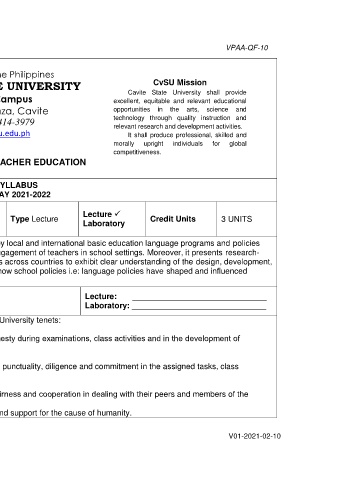 VPAA-QF-10
ne Philippines
E UNIVERSITY
Campus
nza, Cavite
414-3979
u.edu.ph
CvSU Mission
Cavite State University shall provide
excellent, equitable and relevant educational
opportunities in the arts, science and
technology through quality instruction and
relevant research and development activities.
It shall produce professional, skilled and
morally upright individuals for global
competitiveness.
ACHER EDUCATION
YLLABUS
AY 2021-2022
Type Lecture
Lecture ✓
Laboratory
Credit Units
3 UNITS
y local and international basic education language programs and policies
gagement of teachers in school settings. Moreover, it presents research-
s across countries to exhibit clear understanding of the design, development,
how school policies i.e: language policies have shaped and influenced
Lecture:
Laboratory:
University tenets:
nesty during examinations, class activities and in the development of
punctuality, diligence and commitment in the assigned tasks, class
irness and cooperation in dealing with their peers and members of the
nd support for the cause of humanity.
V01-2021-02-10